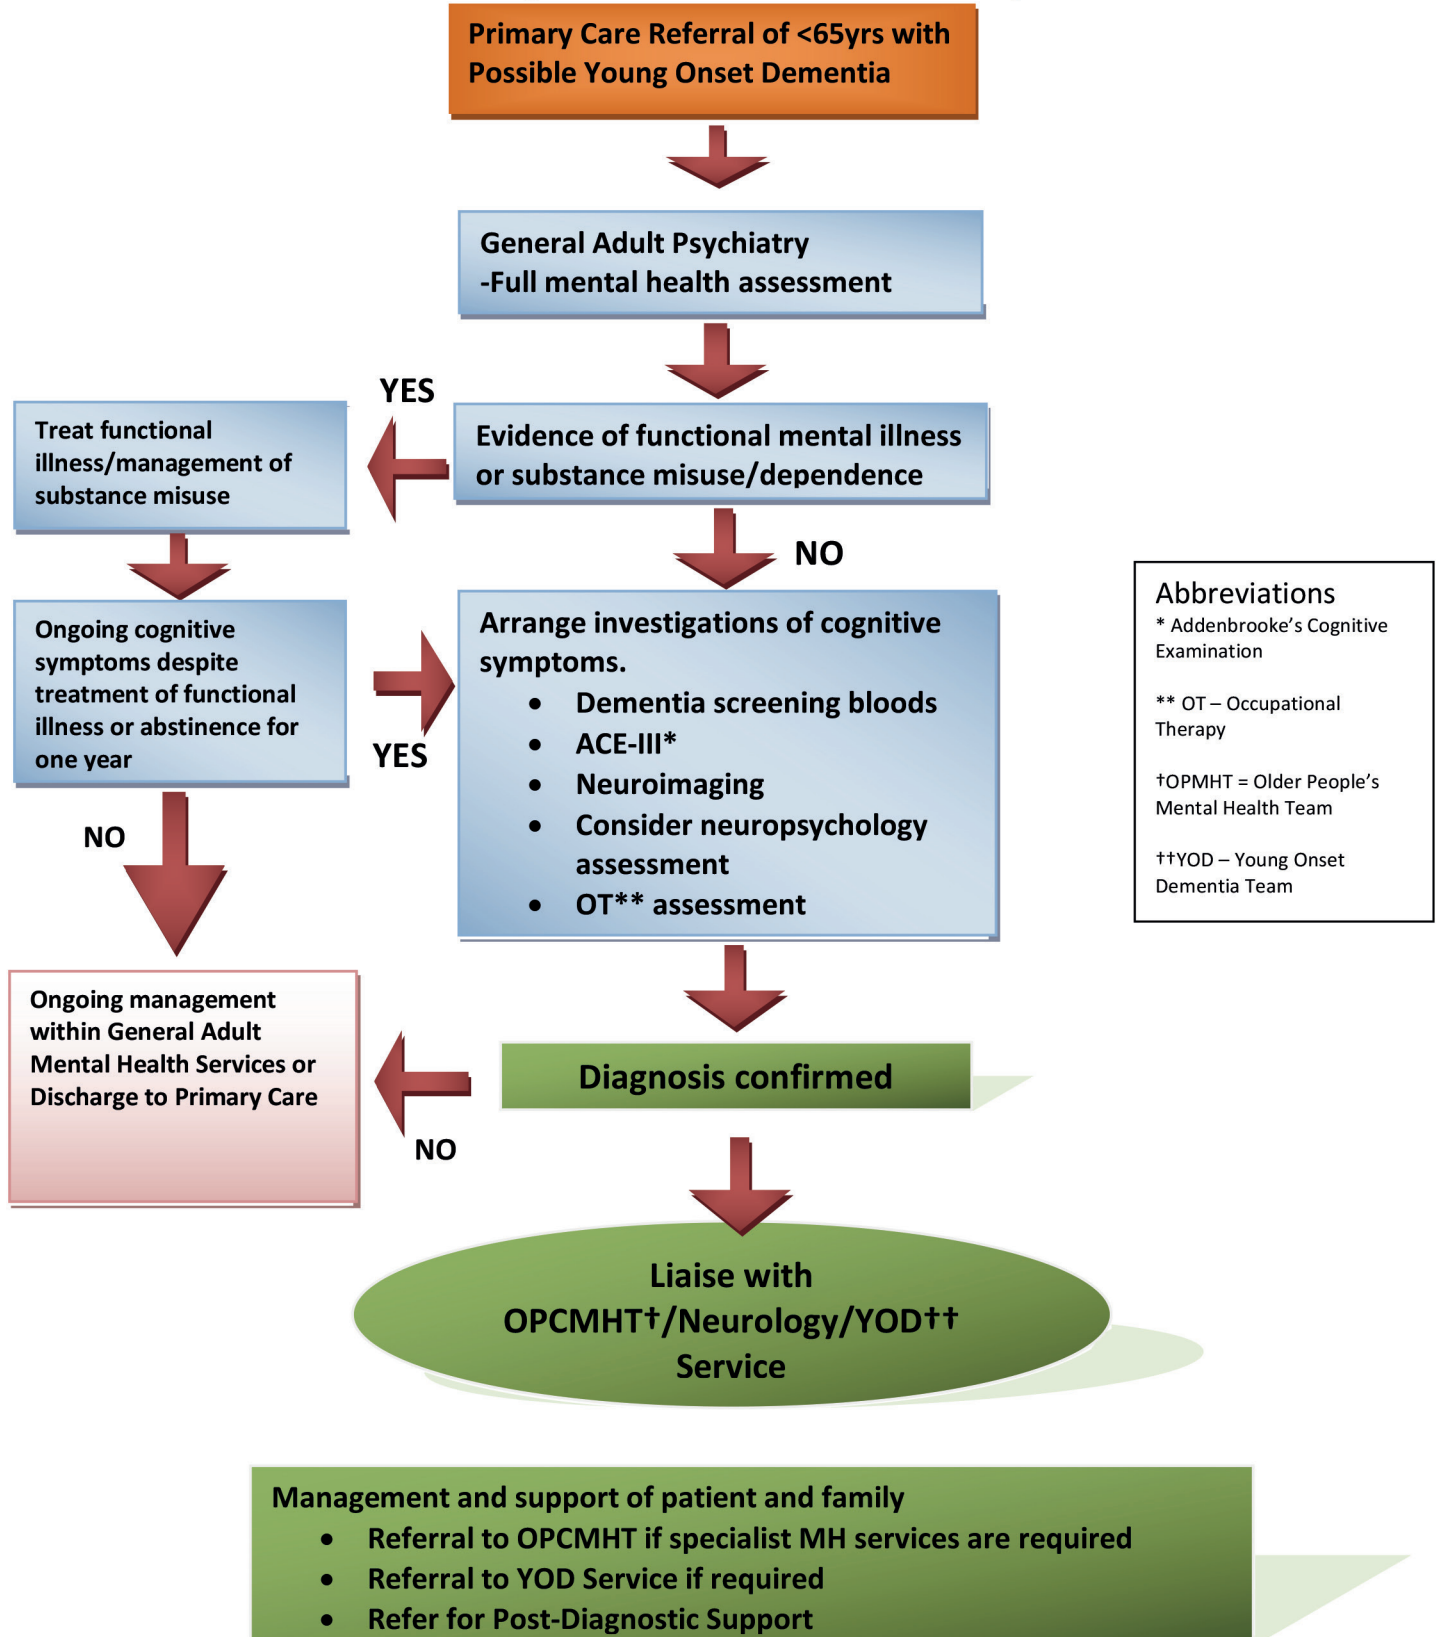 Primary Care Referral of <65yrs with
Possible Young Onset Dementia
General Adult Psychiatry
-Full mental health assessment
YES
Treat functional
illness/management of
substance misuse
Evidence of functional mental illness
or substance misuse/dependence
NO
Ongoing cognitive
symptoms despite
treatment of functional
illness or abstinence for
one year
YES
Arrange investigations of cognitive
symptoms.
• Dementia screening bloods
• ACE-III*
• Neuroimaging
• Consider neuropsychology
assessment
• OT** assessment
Abbreviations
* Addenbrooke’s Cognitive
Examination
** OT – Occupational
Therapy
†OPMHT = Older People’s
Mental Health Team
††YOD – Young Onset
Dementia Team
NO
Ongoing management
within General Adult
Mental Health Services or
Discharge to Primary Care
Diagnosis confirmed
NO
Liaise with
OPCMHT†/Neurology/YOD††
Service
Management and support of patient and family
• Referral to OPCMHT if specialist MH services are required
• Referral to YOD Service if required
• Refer for Post-Diagnostic Support